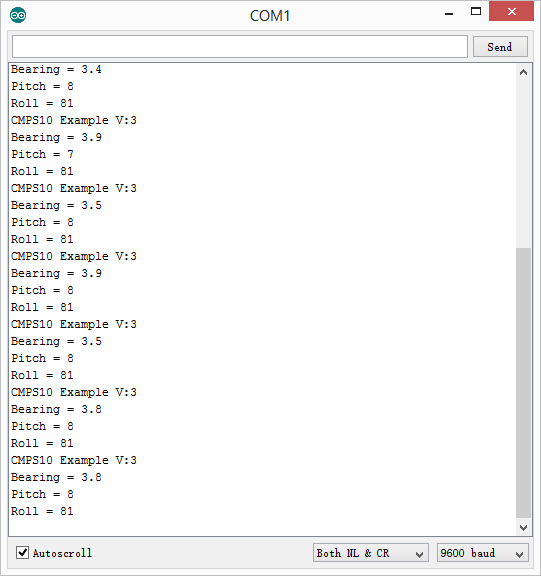 COM1
Send
Bearing = 3.4
Pitch = 8
Roll = 81
CMPS10 Example V:3
Bearing = 3.9
Pitch = 7
Roll = 81
CMPS10 Example V:3
Bearing = 3.5
Pitch = 8
Roll = 81
CMPS10 Example V:3
Bearing = 3.9
Pitch = 8
Roll = 81
CMPS10 Example V:3
Bearing = 3.5
Pitch = 8
Roll = 81
CMPS10 Example V:3
Bearing = 3.8
Pitch = 8
Roll = 81
CMPS10 Example V:3
Bearing = 3.8
Pitch = 8
Roll = 81
Autoscroll
Both NL & CR
9600 baud